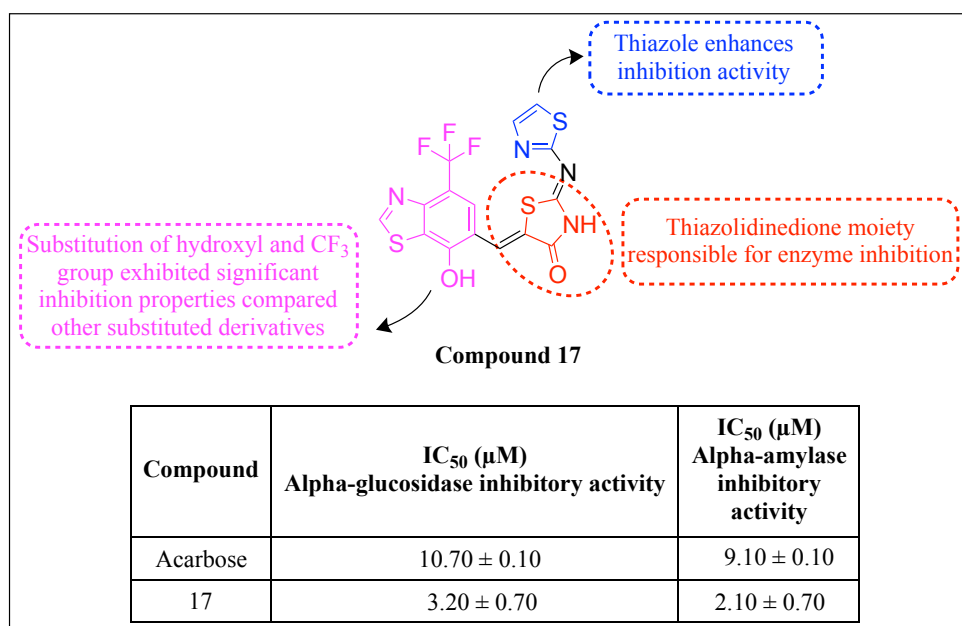 Thiazole enhances
inhibition activity
S
N
N
F
F
F
N
S
OH
S
NH
O
Thiazolidinedione moiety
responsible for enzyme inhibition
Substitution of hydroxyl and CF3
group exhibited significant
inhibition properties compared
other substituted derivatives
Compound 17
Compound
IC50 (µM)
Alpha-glucosidase inhibitory activity
IC50 (µM)
Alpha-amylase
inhibitory
activity
Acarbose 10.70 ± 0.10 9.10 ± 0.10
17 3.20 ± 0.70 2.10 ± 0.70